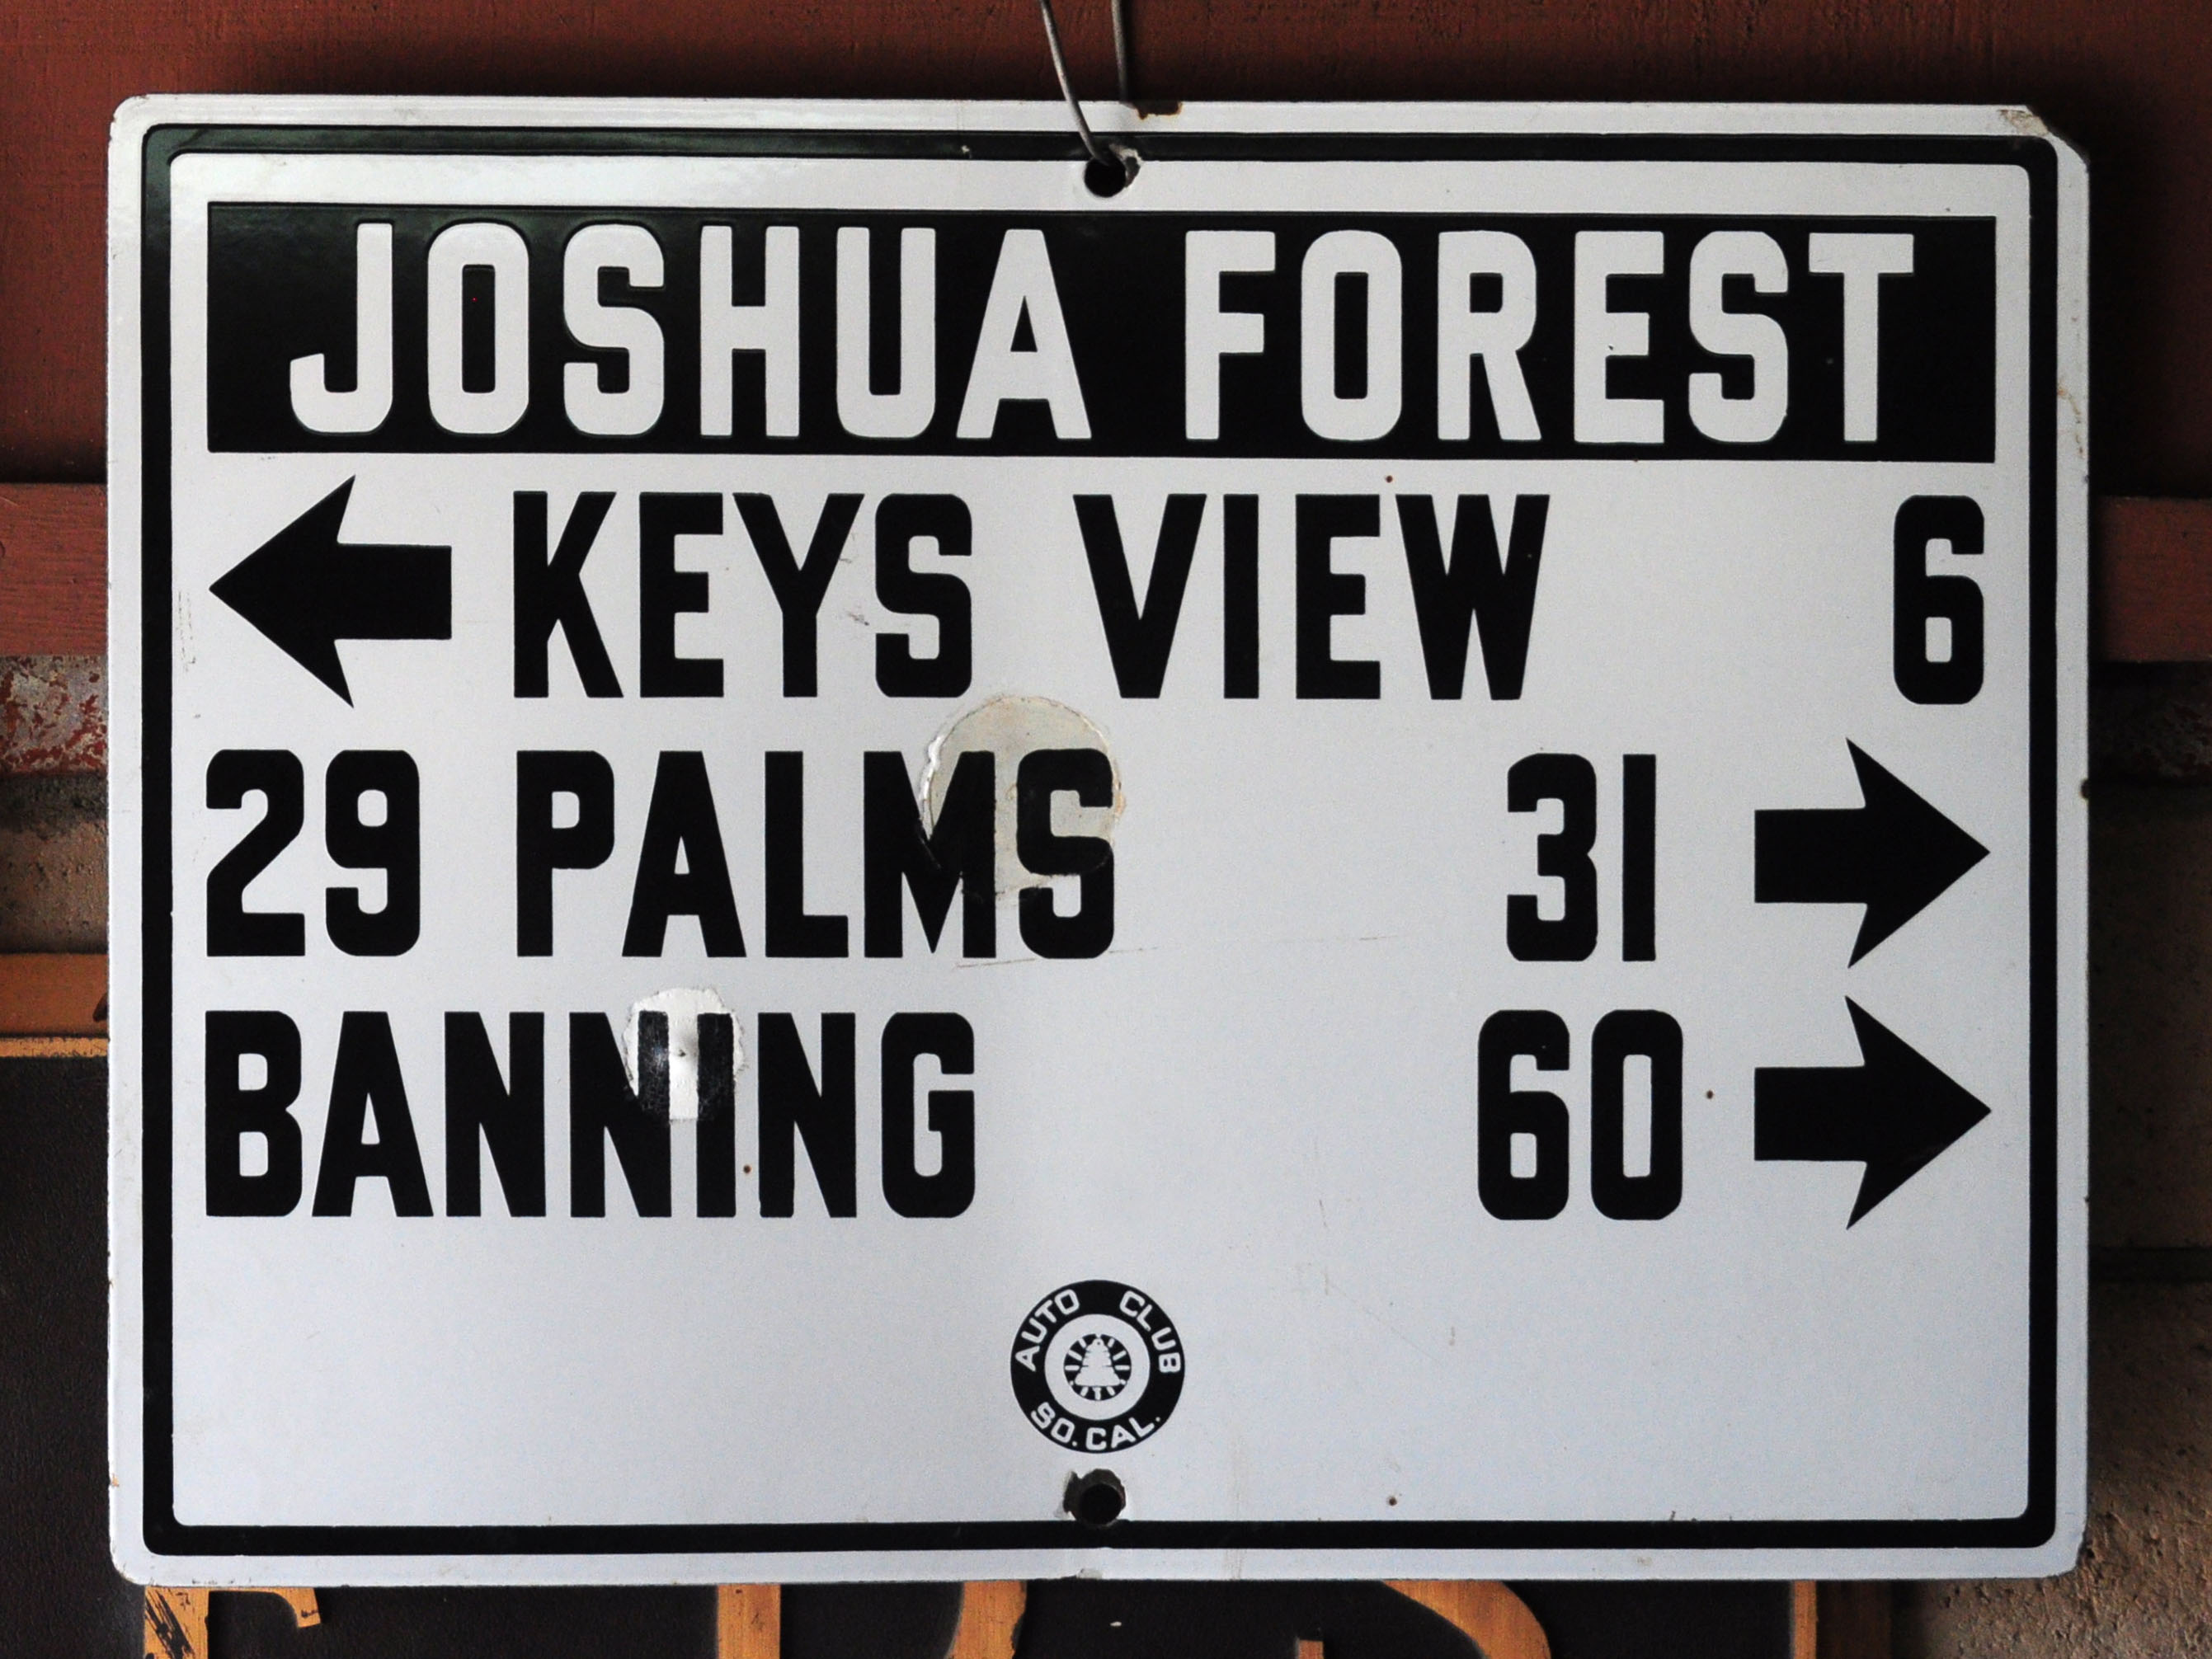 JOSHUA FOREST
KEYS VIEW 6
29 PALMS 31
BANNING 60
AUTO CLUB
SO. CAL.